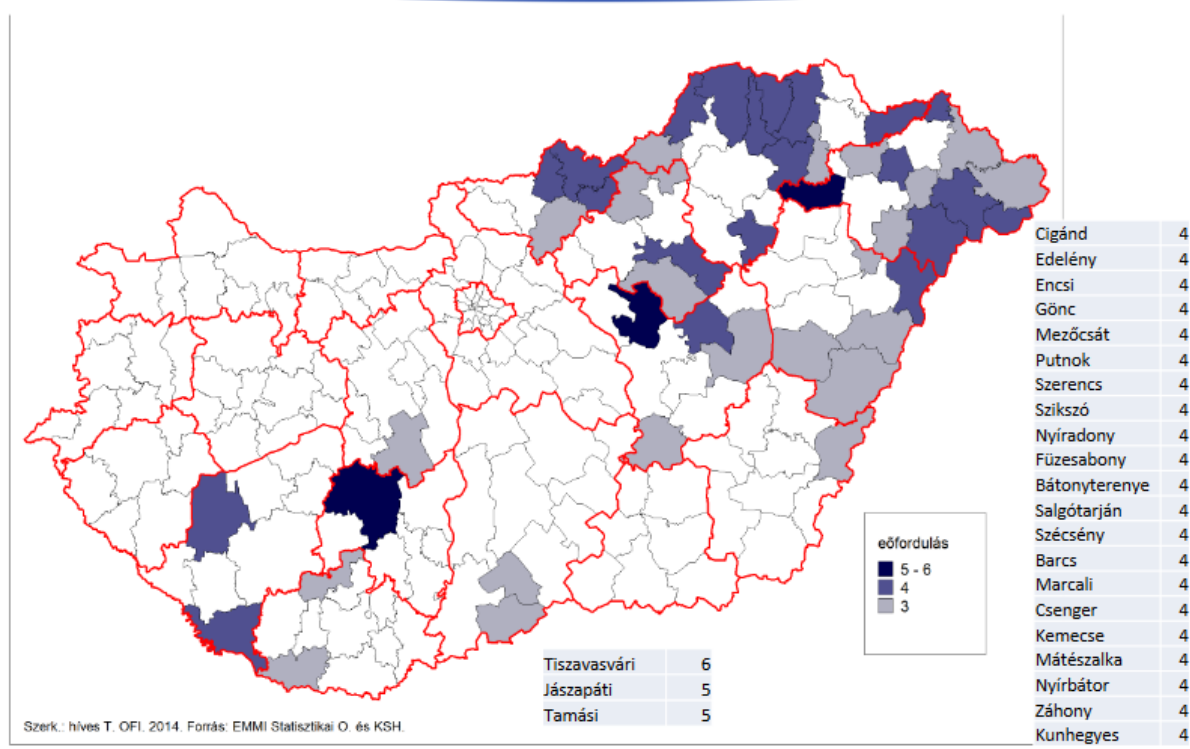 Cigánd 4
Edelény 4
Encsi 4
Gönc 4
Mezőcsát 4
Putnok 4
Szerencs 4
Szikszó 4
Nyíradony 4
Füzesabony 4
Bátonyterenye 4
Salgótarján 4
Szécsény 4
Barcs 4
Marcali 4
Csenger 4
Kemecse 4
Mátészalka 4
Nyírbátor 4
Záhony 4
Kunhegyes 4
eőfordulás
5 - 6
4
3
Tiszavasvári 6
Jászapáti 5
Tamási 5
Szerk.: híves T. OFI. 2014. Forrás: EMMI Statisztikai O. és KSH.